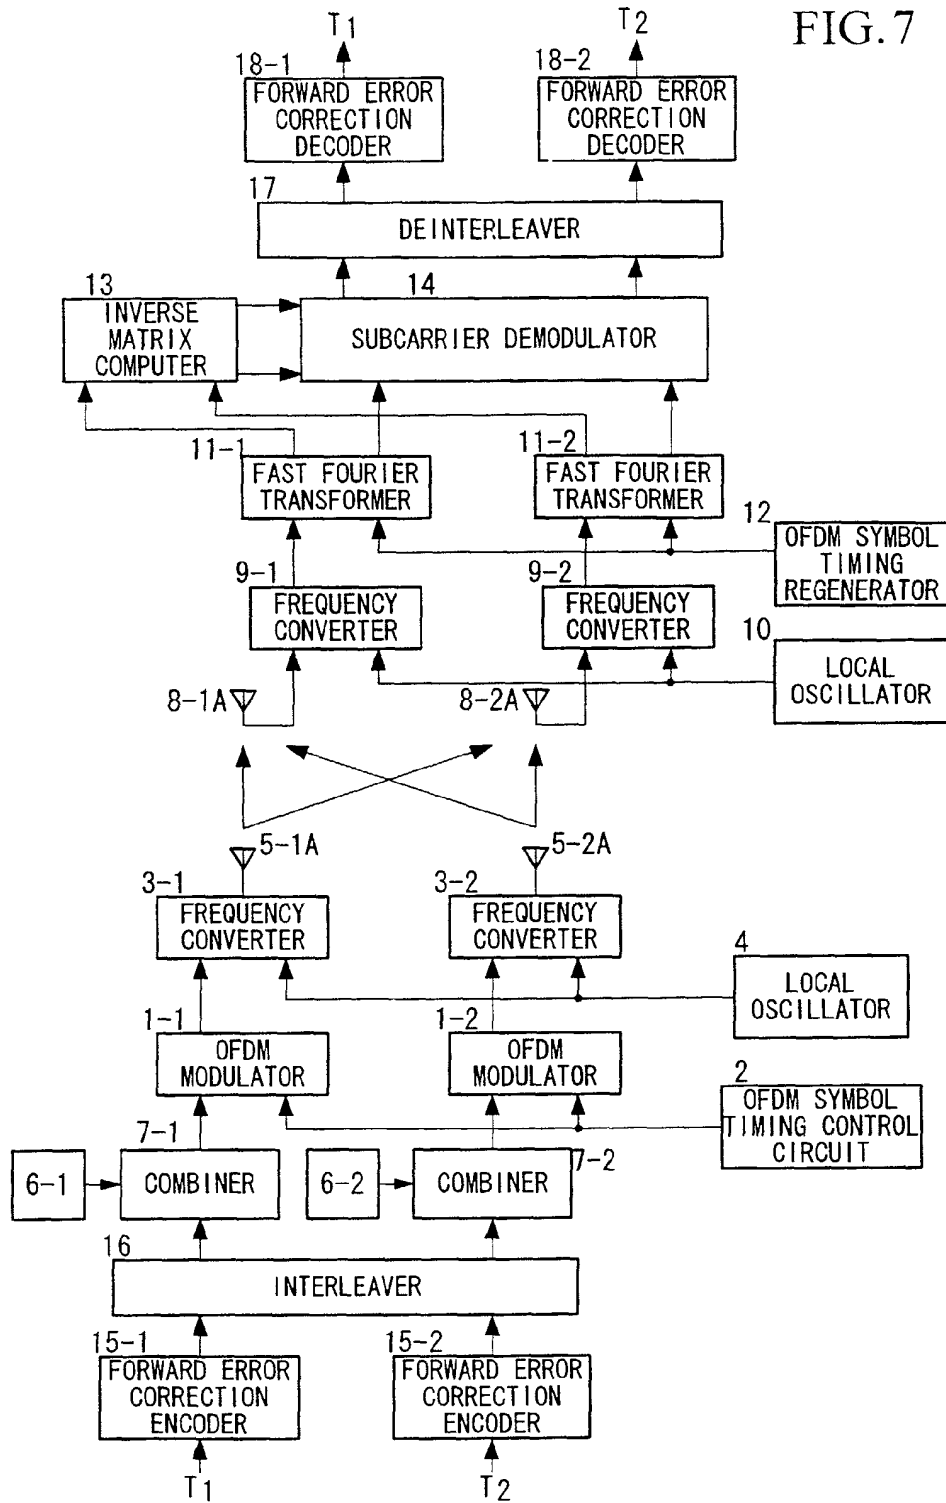 FIG. 7
T1
T2
18-1
18-2
FORWARD ERROR
CORRECTION
DECODER
FORWARD ERROR
CORRECTION
DECODER
17
DEINTERLEAVER
13
14
INVERSE
MATRIX
COMPUTER
SUBCARRIER DEMODULATOR
11-1
11-2
FAST FOURIER
TRANSFORMER
FAST FOURIER
TRANSFORMER
12
OFDM SYMBOL
TIMING
REGENERATOR
9-1
9-2
FREQUENCY
CONVERTER
FREQUENCY
CONVERTER
10
LOCAL
OSCILLATOR
8-1A
8-2A
5-1A
5-2A
3-1
3-2
FREQUENCY
CONVERTER
FREQUENCY
CONVERTER
4
LOCAL
OSCILLATOR
1-1
1-2
OFDM
MODULATOR
OFDM
MODULATOR
2
OFDM SYMBOL
TIMING CONTROL
CIRCUIT
7-1
7-2
6-1
COMBINER
6-2
COMBINER
16
INTERLEAVER
15-1
15-2
FORWARD ERROR
CORRECTION
ENCODER
FORWARD ERROR
CORRECTION
ENCODER
T1
T2